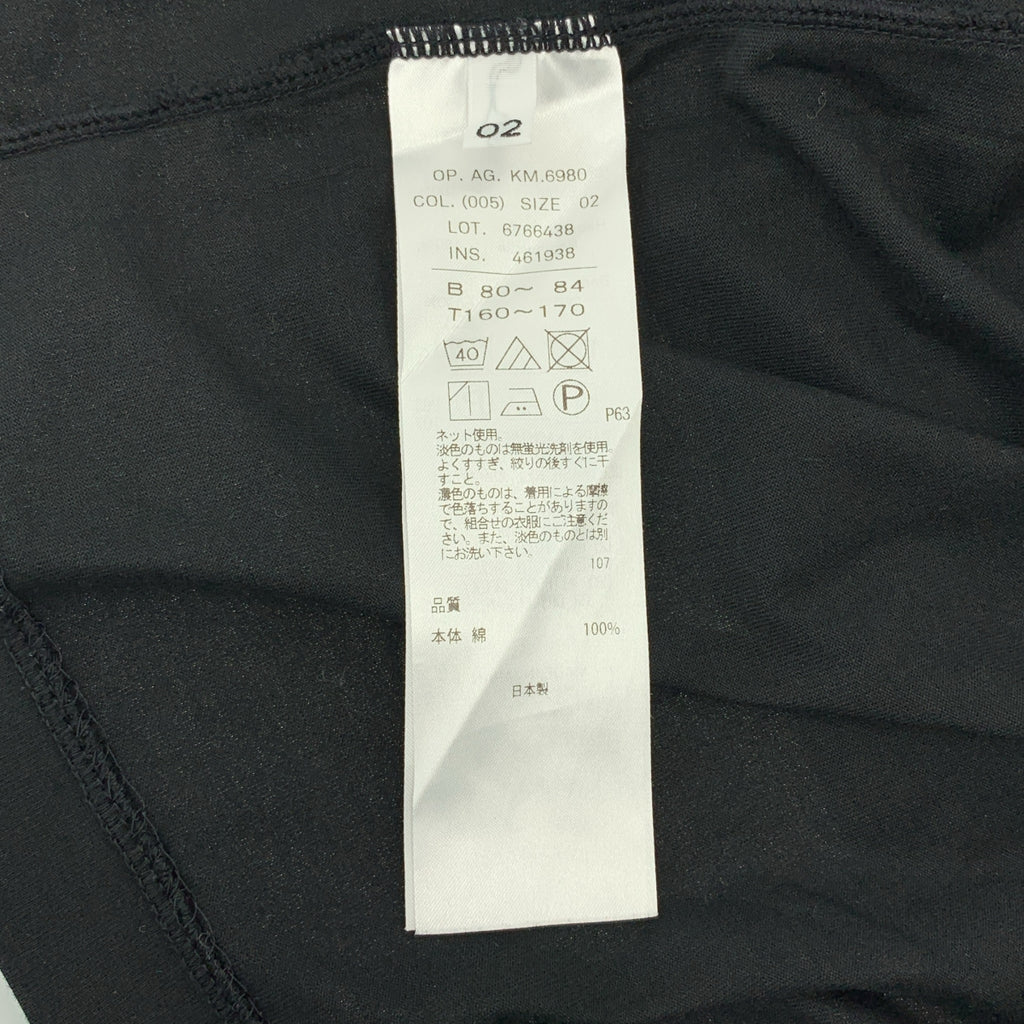 02
OP. AG. KM.6980
COL. (005) SIZE 02
LOT. 6766438
INS. 461938
B 80〜 84
T160〜170
40
P
P63
ネット使用。
淡色のものは無蛍光洗剤を使用。
よくすすぎ、絞りの後すぐに干
すこと。
濃色のものは、着用による摩擦
で色落ちすることがありますの
で、組合せの衣服にご注意くだ
さい。また、淡色のものとは別
にお洗い下さい。
107
品質
本体 綿 100%
日本製